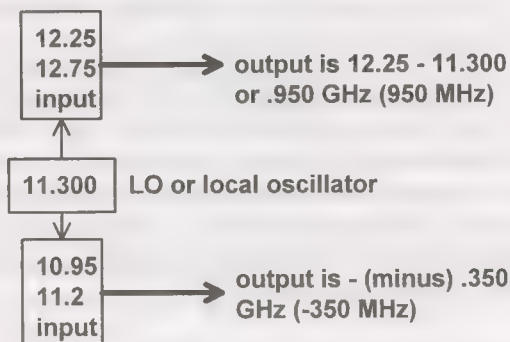 12.25
12.75
input
output is 12.25 - 11.300
or .950 GHz (950 MHz)
11.300
LO or local oscillator
10.95
11.2
input
output is - (minus) .350
GHz (-350 MHz)